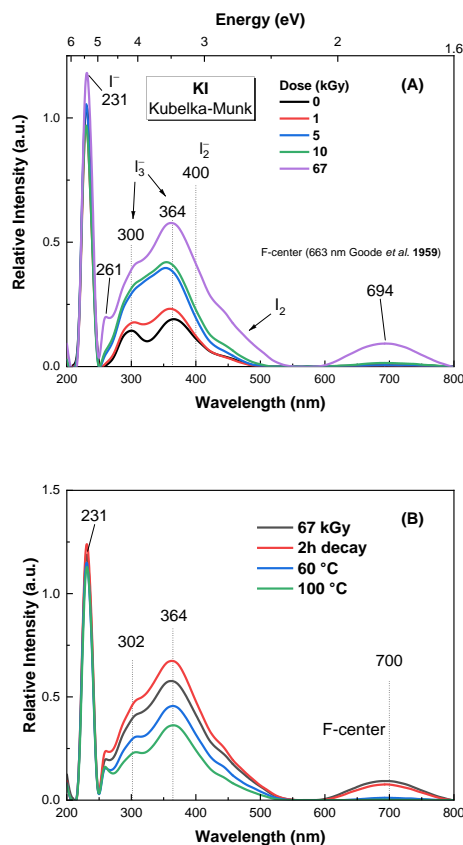 Energy (eV)
6 5 4 3 2 1.6
I⁻
231
KI
Kubelka-Munk
Dose (kGy)
0
1
5
10
67
(A)
I₃⁻
I₂⁻
400
300
364
261
I₂
F-center (663 nm Goode et al. 1959)
694
Relative Intensity (a.u.)
1.0
0.5
0.0
200 300 400 500 600 700 800
Wavelength (nm)
(B)
231
67 kGy
2h decay
60 °C
100 °C
302
364
700
F-center
Relative Intensity (a.u.)
1.5
1.0
0.5
0.0
200 300 400 500 600 700 800
Wavelength (nm)